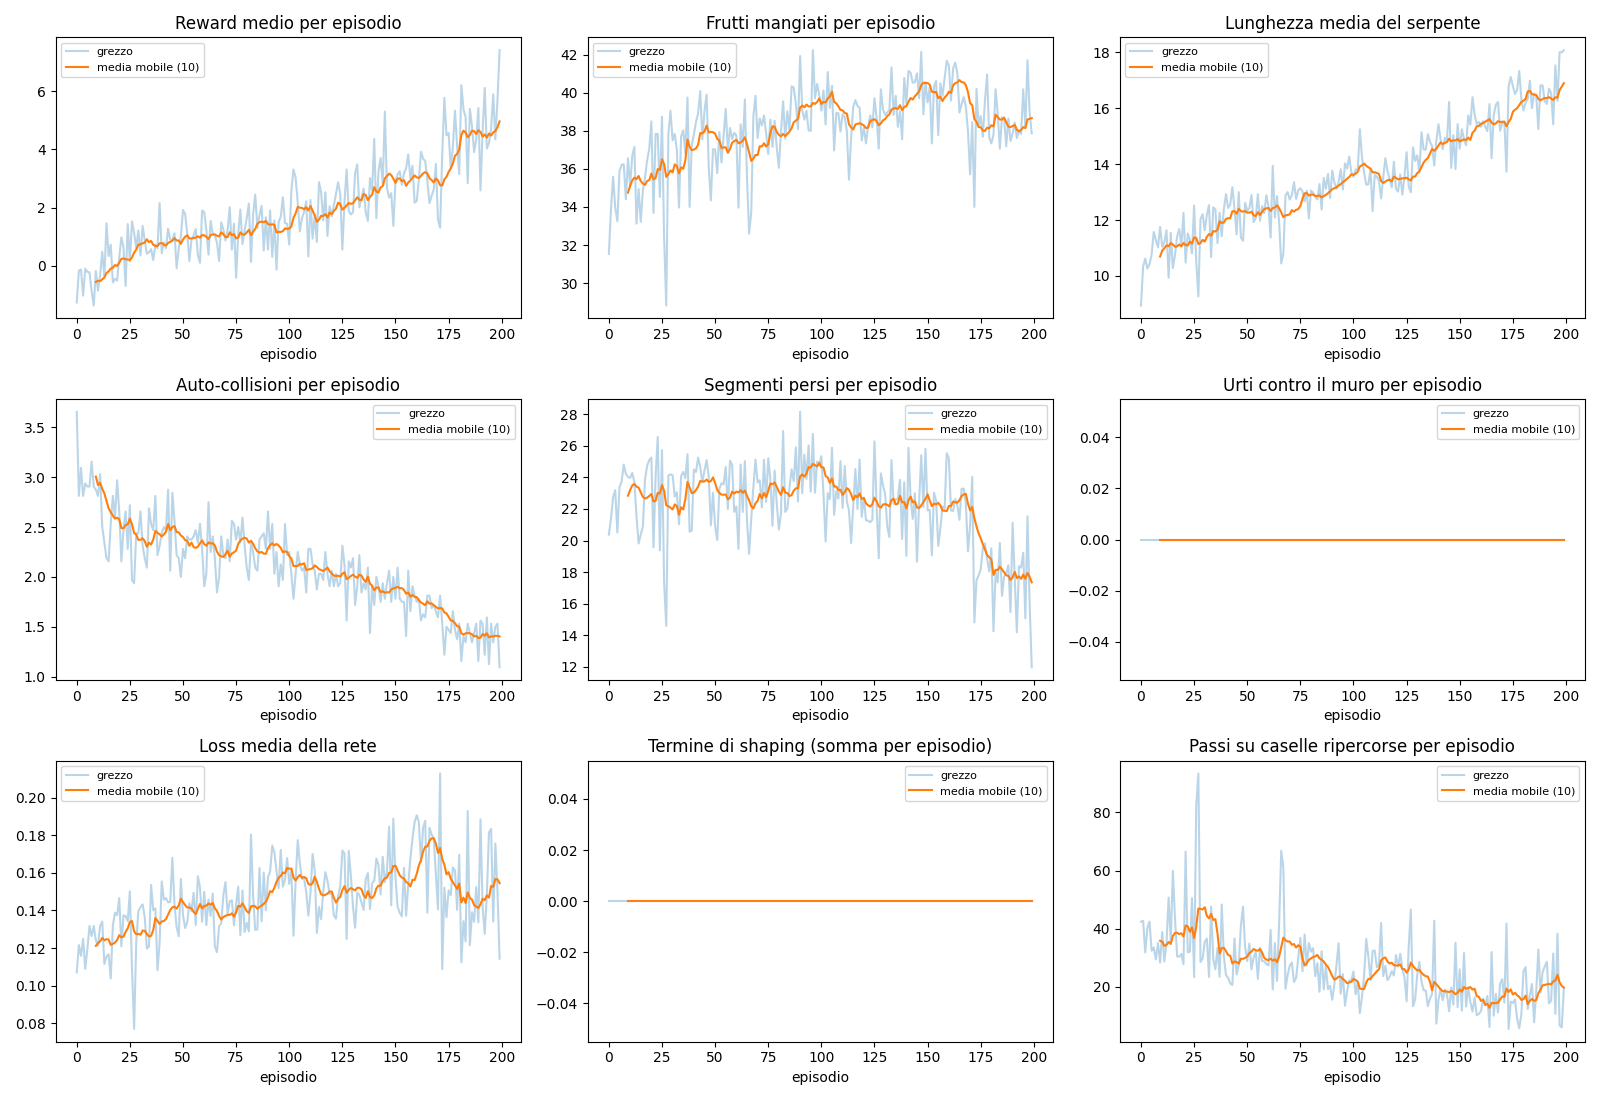 Reward medio per episodio
grezzo
media mobile (10)
6
4
2
0
0 25 50 75 100 125 150 175 200
episodio
Frutti mangiati per episodio
grezzo
media mobile (10)
42
40
38
36
34
32
30
0 25 50 75 100 125 150 175 200
episodio
Lunghezza media del serpente
grezzo
media mobile (10)
18
16
14
12
10
0 25 50 75 100 125 150 175 200
episodio
Auto-collisioni per episodio
grezzo
media mobile (10)
3.5
3.0
2.5
2.0
1.5
1.0
0 25 50 75 100 125 150 175 200
episodio
Segmenti persi per episodio
grezzo
media mobile (10)
28
26
24
22
20
18
16
14
12
0 25 50 75 100 125 150 175 200
episodio
Urti contro il muro per episodio
grezzo
media mobile (10)
0.04
0.02
0.00
−0.02
−0.04
0 25 50 75 100 125 150 175 200
episodio
Loss media della rete
grezzo
media mobile (10)
0.20
0.18
0.16
0.14
0.12
0.10
0.08
0 25 50 75 100 125 150 175 200
episodio
Termine di shaping (somma per episodio)
grezzo
media mobile (10)
0.04
0.02
0.00
−0.02
−0.04
0 25 50 75 100 125 150 175 200
episodio
Passi su caselle ripercorse per episodio
grezzo
media mobile (10)
80
60
40
20
0 25 50 75 100 125 150 175 200
episodio